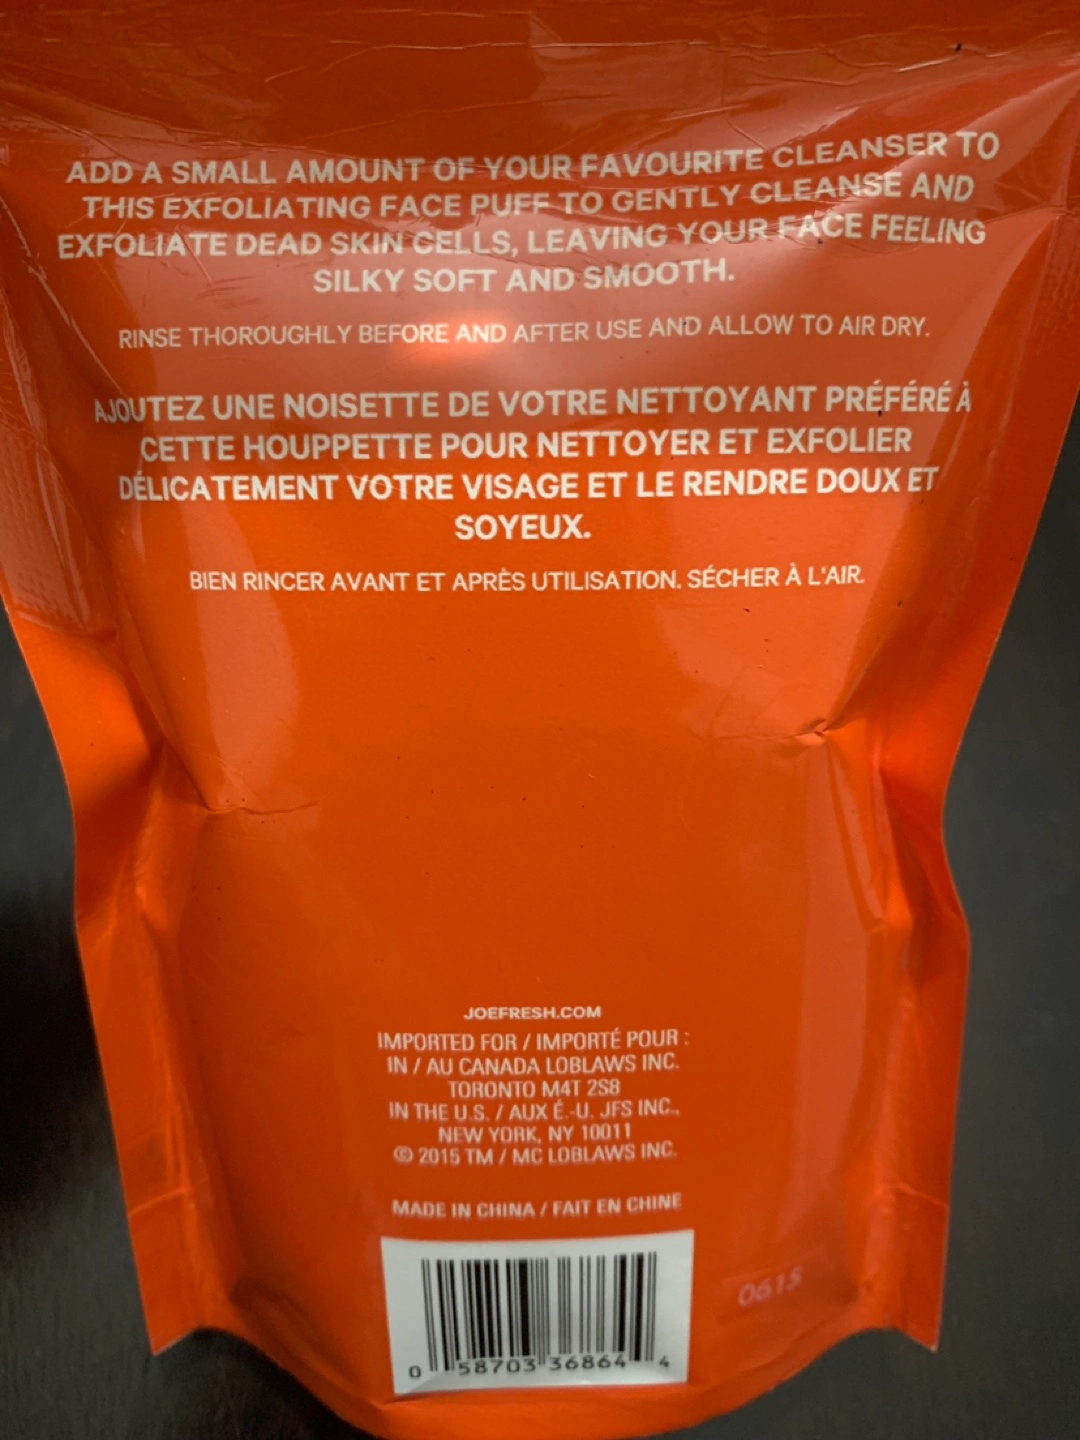 ADD A SMALL AMOUNT OF YOUR FAVOURITE CLEANSER TO
THIS EXFOLIATING FACE PUFF TO GENTLY CLEANSE AND
EXFOLIATE DEAD SKIN CELLS, LEAVING YOUR FACE FEELING
SILKY SOFT AND SMOOTH.
RINSE THOROUGHLY BEFORE AND AFTER USE AND ALLOW TO AIR DRY.
AJOUTEZ UNE NOISETTE DE VOTRE NETTOYANT PRÉFÉRÉ À
CETTE HOUPPETTE POUR NETTOYER ET EXFOLIER
DÉLICATEMENT VOTRE VISAGE ET LE RENDRE DOUX ET
SOYEUX.
BIEN RINCER AVANT ET APRÈS UTILISATION. SÉCHER À L'AIR.
JOEFRESH.COM
IMPORTED FOR / IMPORTÉ POUR :
IN / AU CANADA LOBLAWS INC.
TORONTO M4T 2S8
IN THE U.S. / AUX É.-U. JFS INC.,
NEW YORK, NY 10011
© 2015 TM / MC LOBLAWS INC.
MADE IN CHINA / FAIT EN CHINE
0615
0 58703 36864 4